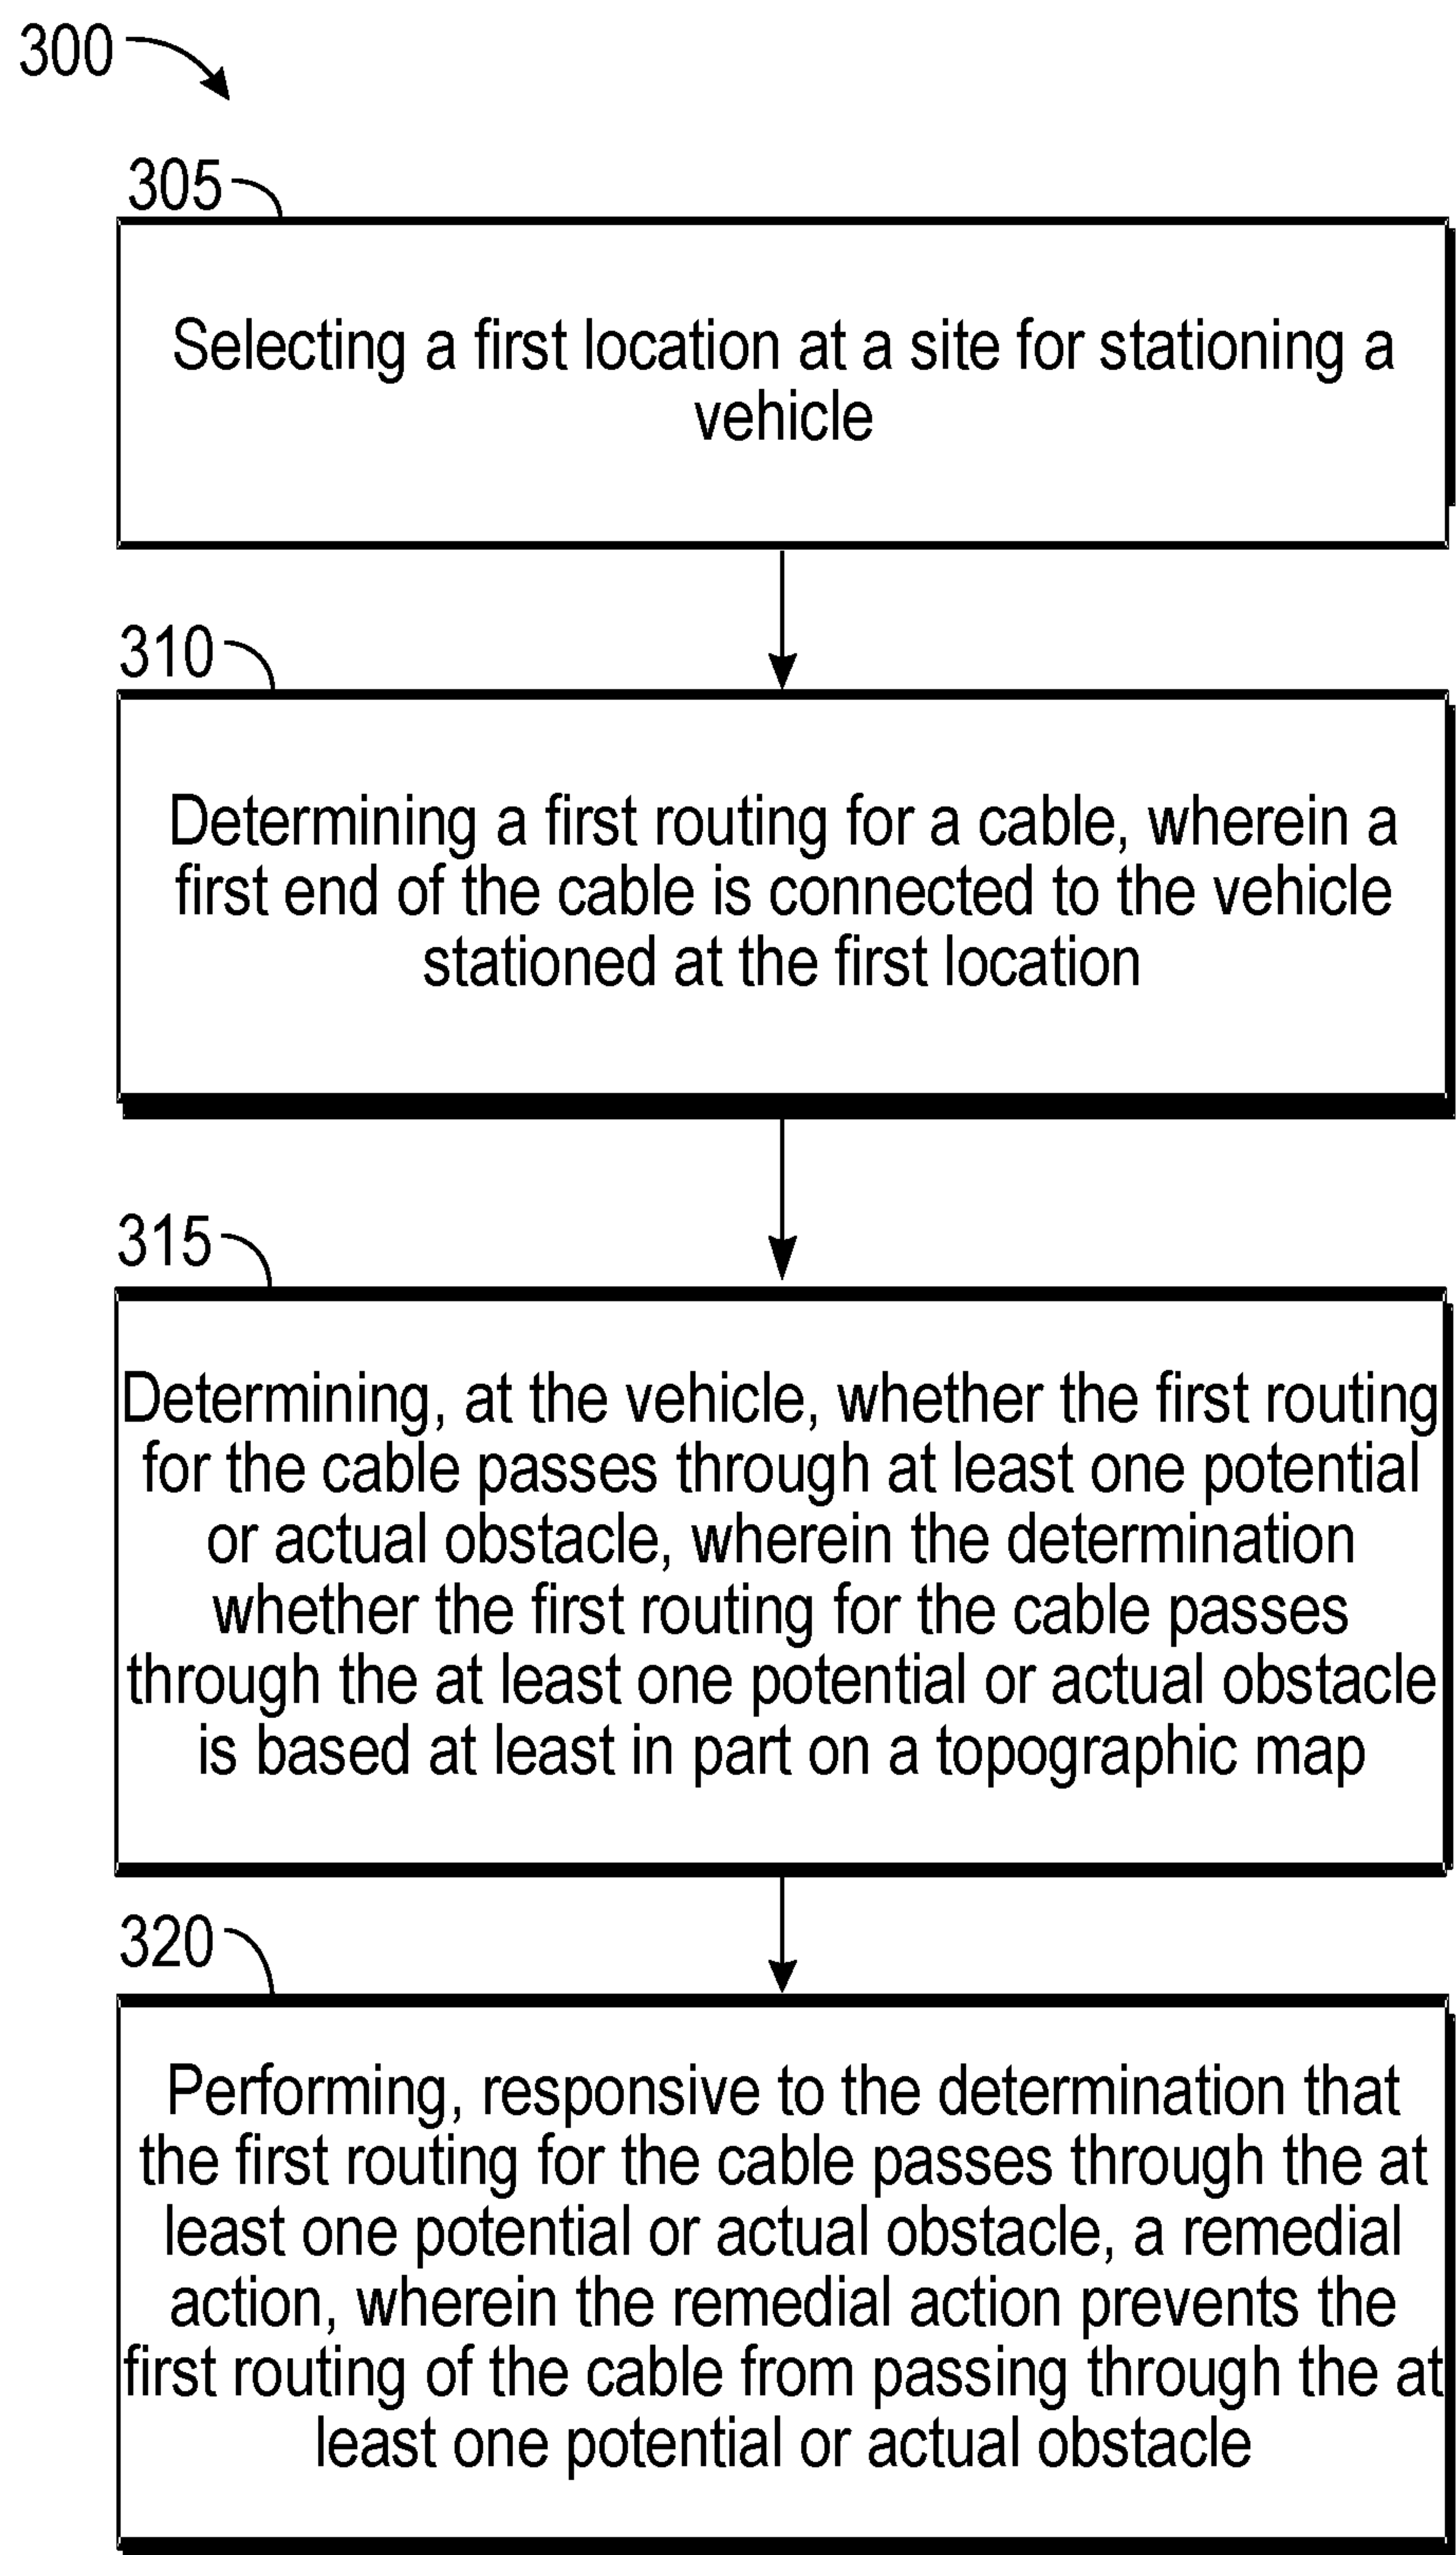 300
305
Selecting a first location at a site for stationing a
vehicle
310
Determining a first routing for a cable, wherein a
first end of the cable is connected to the vehicle
stationed at the first location
315
Determining, at the vehicle, whether the first routing
for the cable passes through at least one potential
or actual obstacle, wherein the determination
whether the first routing for the cable passes
through the at least one potential or actual obstacle
is based at least in part on a topographic map
320
Performing, responsive to the determination that
the first routing for the cable passes through the at
least one potential or actual obstacle, a remedial
action, wherein the remedial action prevents the
first routing of the cable from passing through the at
least one potential or actual obstacle